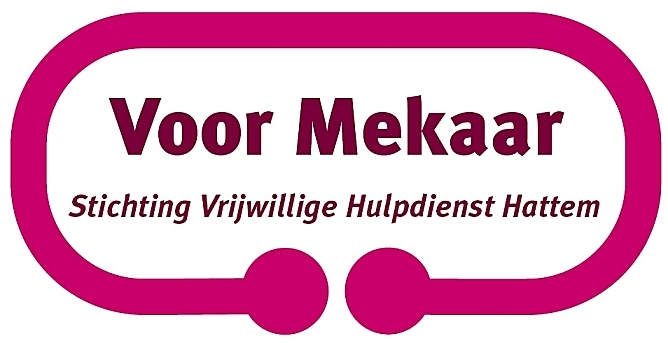 Voor Mekaar
Stichting Vrijwillige Hulpdienst Hattem